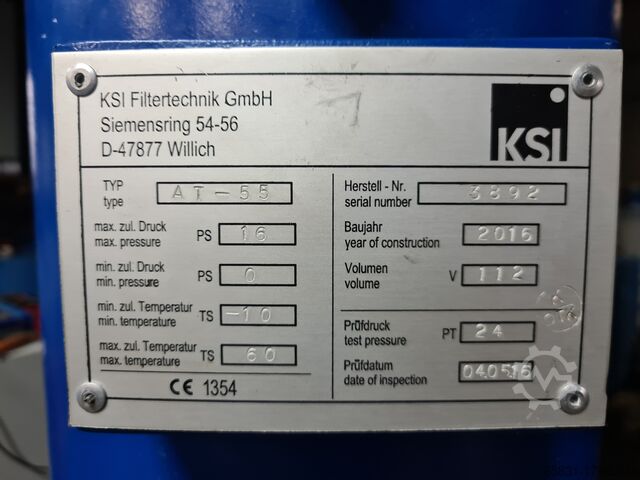 KSI Filtertechnik GmbH
Siemensring 54-56
D-47877 Willich
KSI
TYP
type
AT-55
max. zul. Druck
max. pressure
PS
16
min. zul. Druck
min. pressure
PS
0
min. zul. Temperatur
min. temperature
TS
-10
max. zul. Temperatur
max. temperature
TS
60
CE 1354
Herstell - Nr.
serial number
3892
Baujahr
year of construction
2016
Volumen
volume
V
112
Prüfdruck
test pressure
PT
24
Prüfdatum
date of inspection
040516